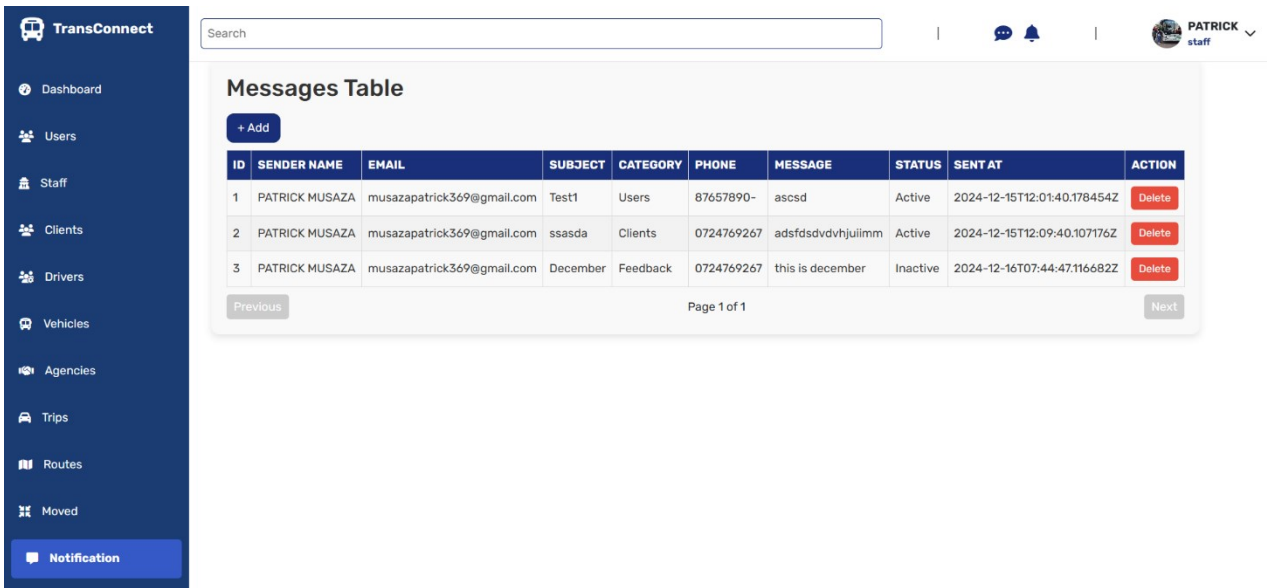 TransConnect
Search
|
|
PATRICK
staff
Dashboard
Users
Staff
Clients
Drivers
Vehicles
Agencies
Trips
Routes
Moved
Notification
Messages Table
+ Add
ID SENDER NAME EMAIL SUBJECT CATEGORY PHONE MESSAGE STATUS SENT AT ACTION
1 PATRICK MUSAZA musazapatrick369@gmail.com Test1 Users 87657890- ascsd Active 2024-12-15T12:01:40.178454Z Delete
2 PATRICK MUSAZA musazapatrick369@gmail.com ssasda Clients 0724769267 adsfdsdvdvhjuiimm Active 2024-12-15T12:09:40.107176Z Delete
3 PATRICK MUSAZA musazapatrick369@gmail.com December Feedback 0724769267 this is december Inactive 2024-12-16T07:44:47.116682Z Delete
Previous Page 1 of 1 Next